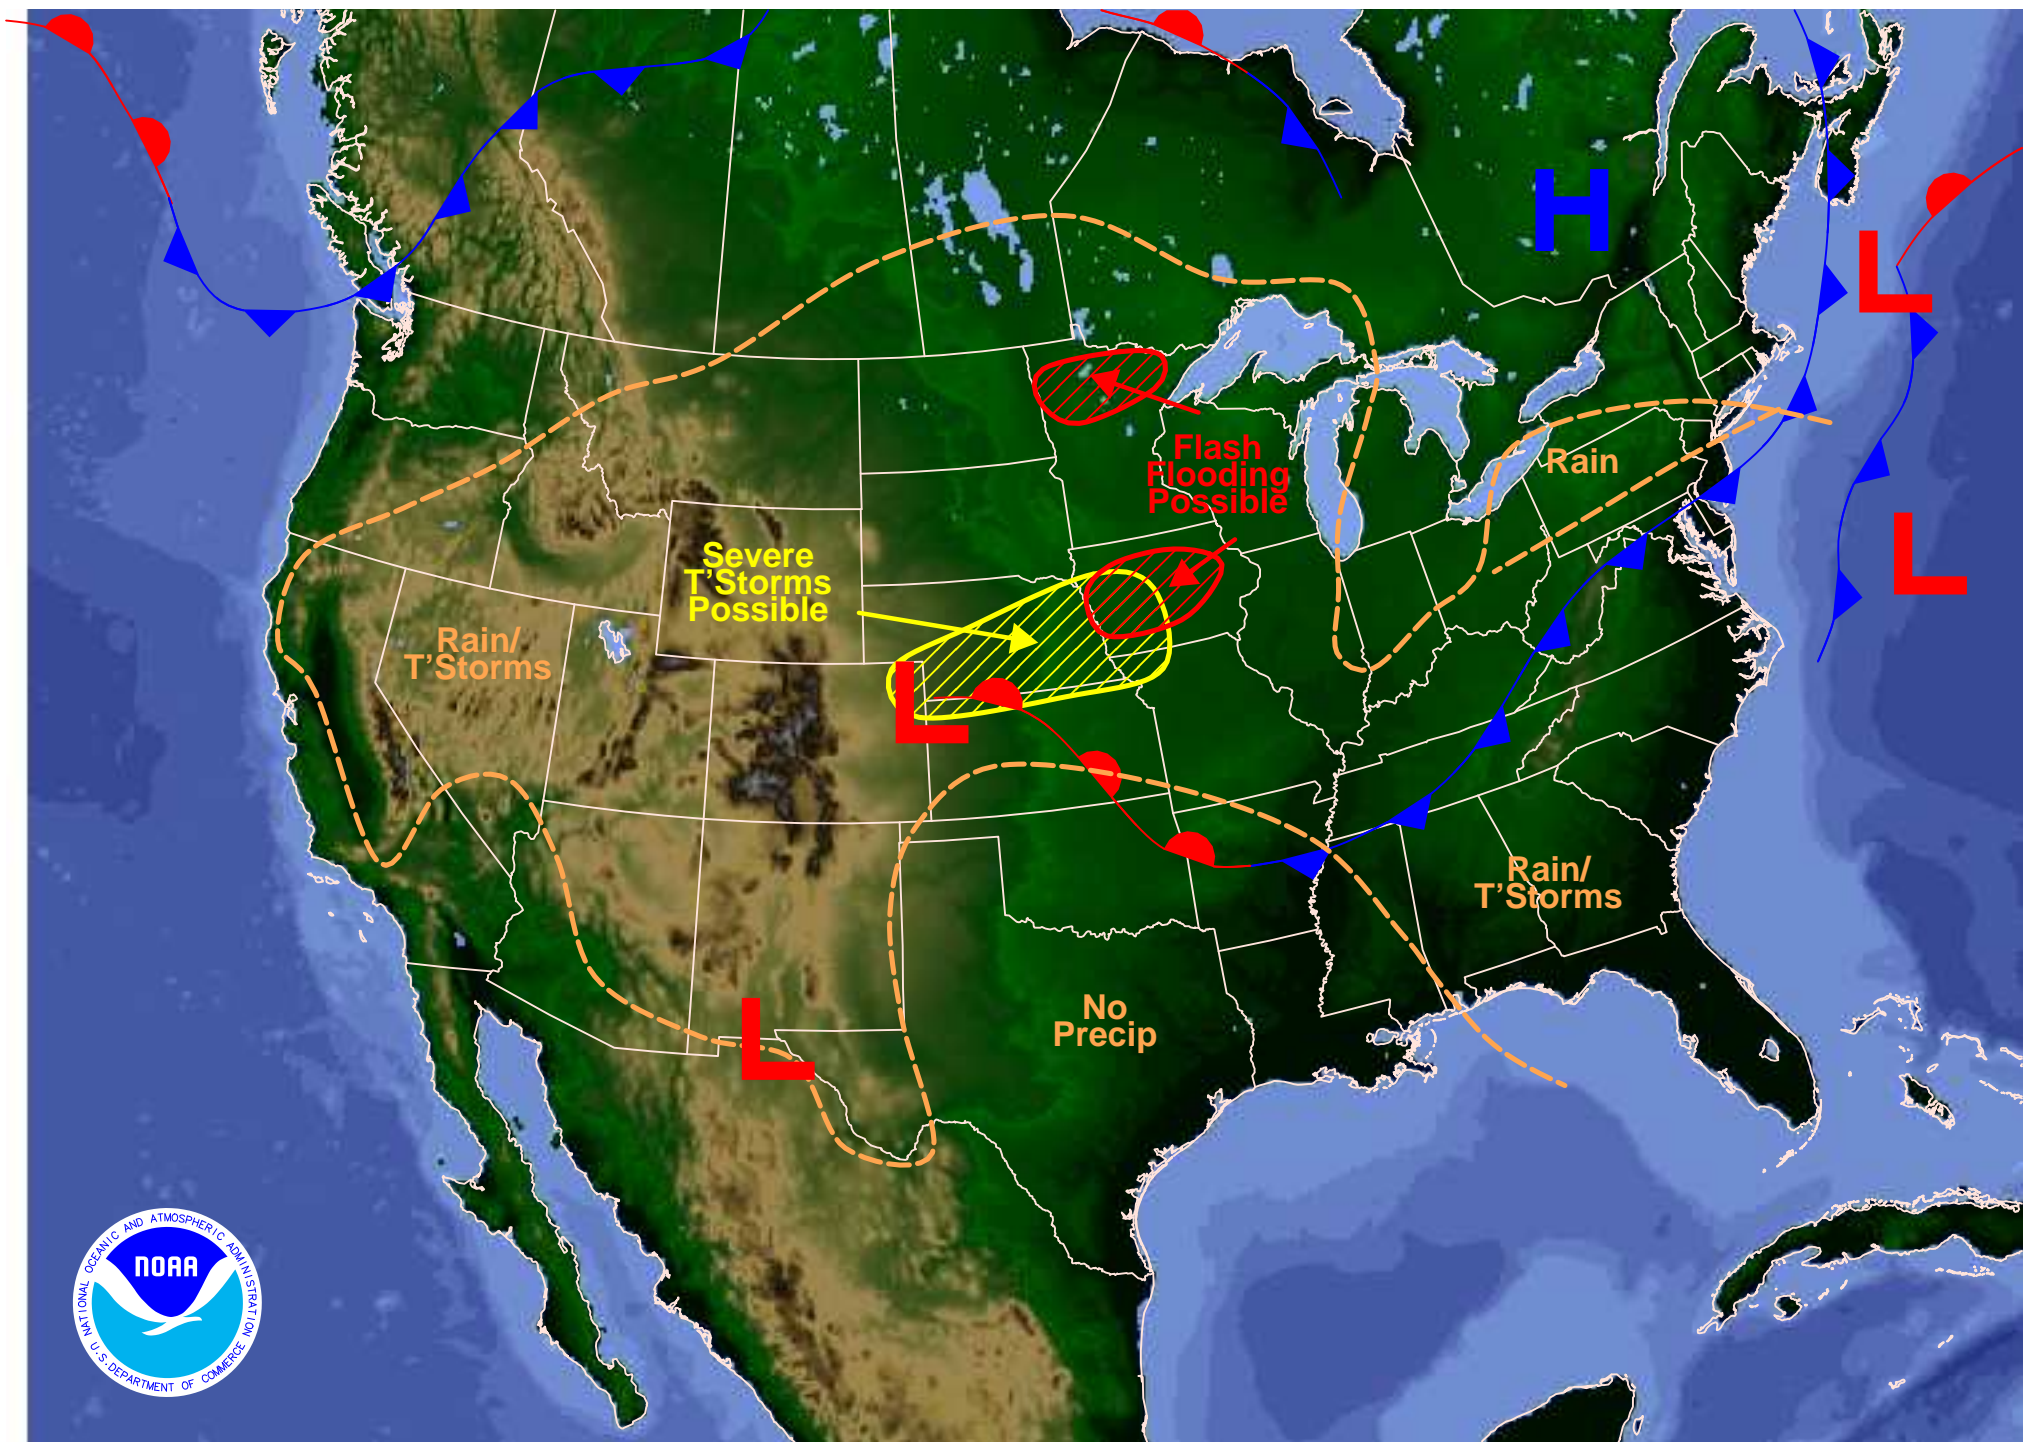 H
L
Flash
Flooding
Possible
Rain
L
Severe
T'Storms
Possible
Rain/
T'Storms
L
Rain/
T'Storms
No
Precip
L
NATIONAL OCEANIC AND ATMOSPHERIC ADMINISTRATION
NOAA
U.S. DEPARTMENT OF COMMERCE